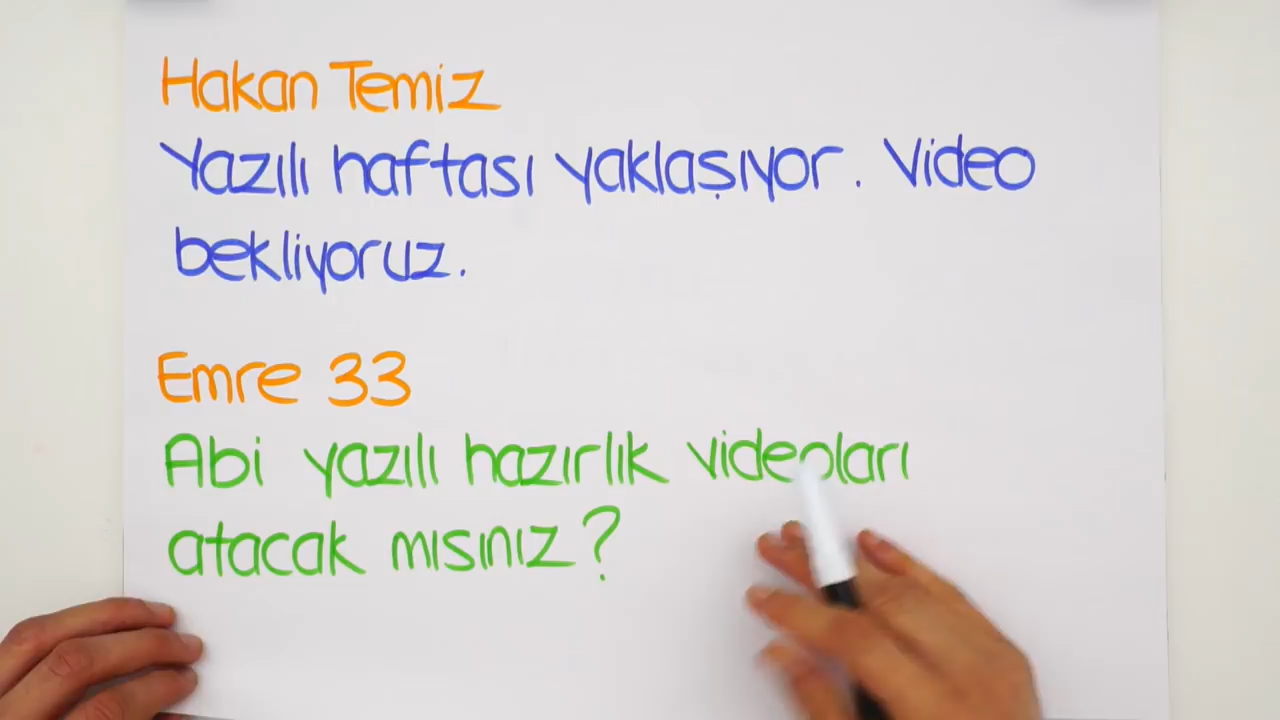 Hakan Temiz
Yazılı haftası yaklaşıyor. Video
bekliyoruz.
Emre 33
Abi yazılı hazırlık videoları
atacak mısınız?